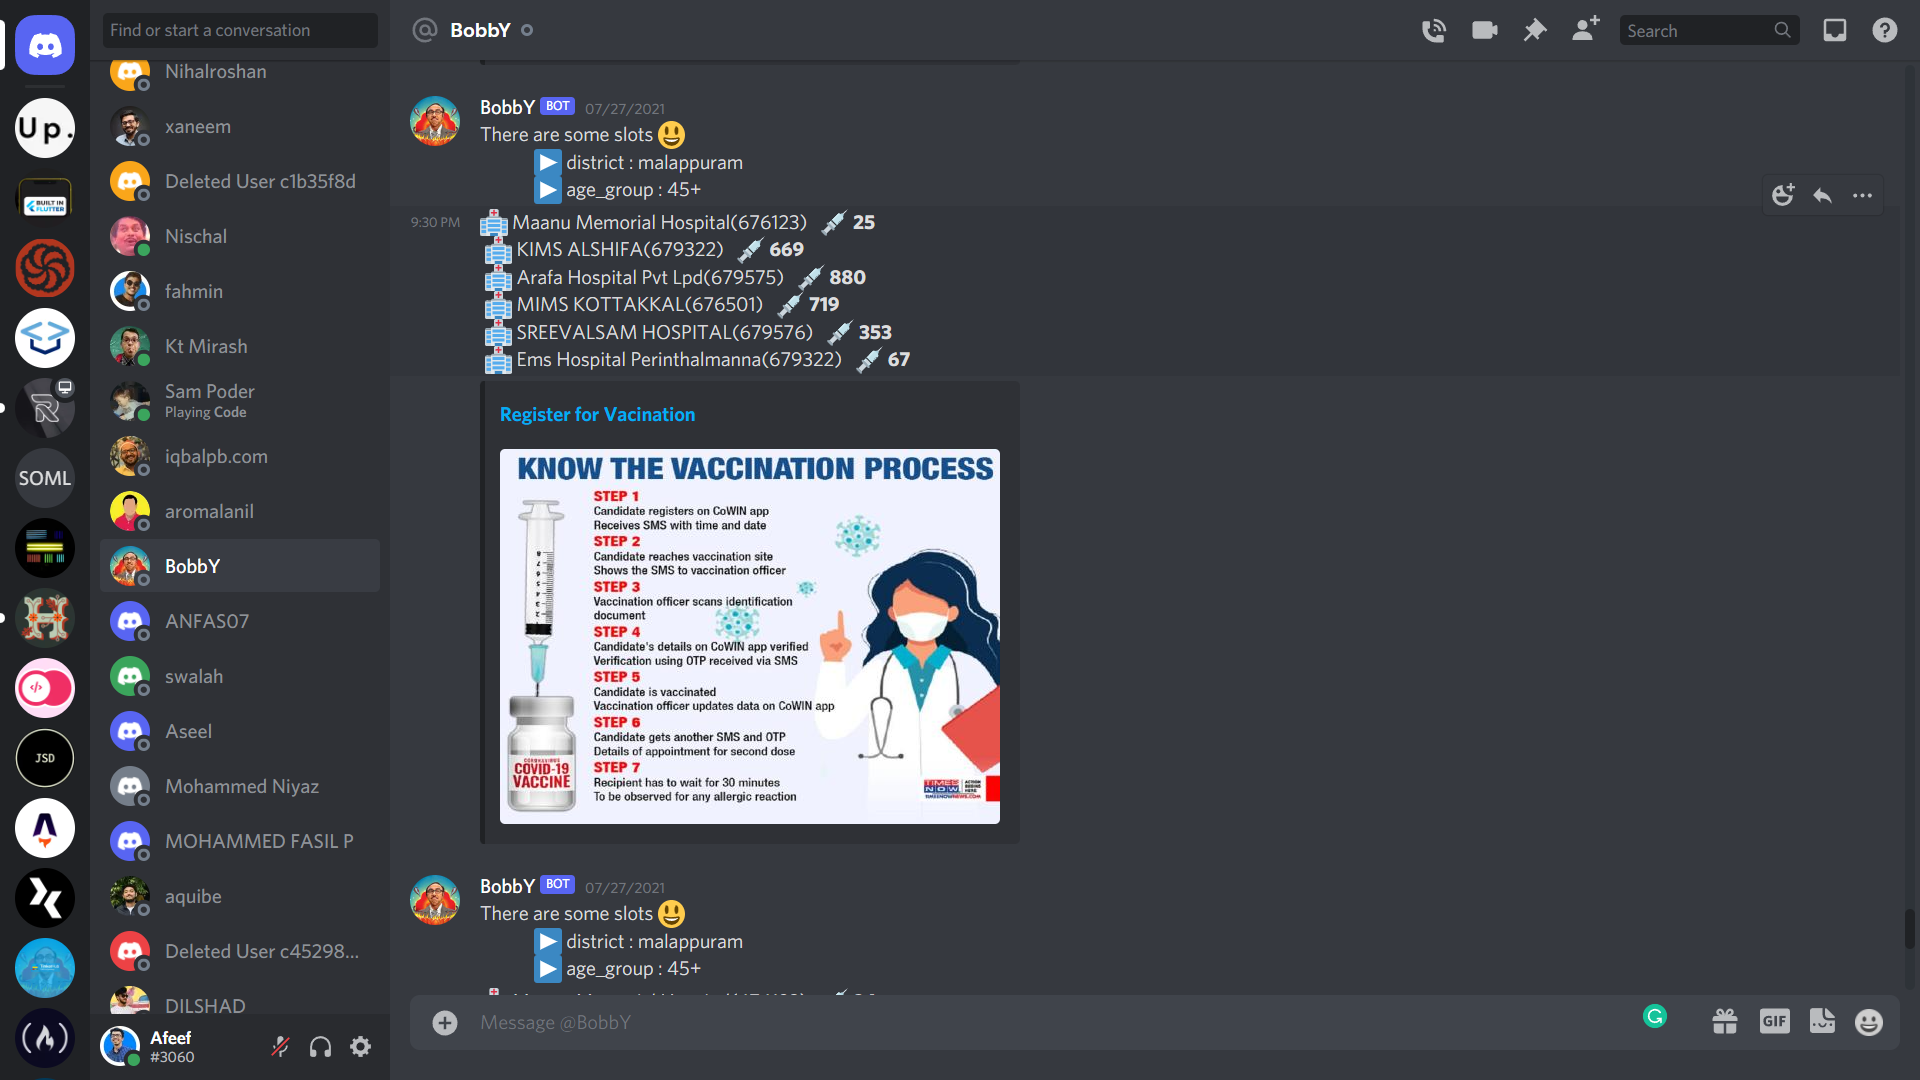 Find or start a conversation
BobbY
Search
Up.
BUILT IN
FLUTTER
SOML
JSD
Nihalroshan
xaneem
Deleted User c1b35f8d
Nischal
fahmin
Kt Mirash
Sam Poder
Playing Code
iqbalpb.com
aromalanil
BobbY
ANFAS07
swalah
Aseel
Mohammed Niyaz
MOHAMMED FASIL P
aquibe
Deleted User c45298...
DILSHAD
Afeef
#3060
BobbY BOT 07/27/2021
There are some slots
district : malappuram
age_group : 45+
9:30 PM Maanu Memorial Hospital(676123) 25
KIMS ALSHIFA(679322) 669
Arafa Hospital Pvt Lpd(679575) 880
MIMS KOTTAKKAL(676501) 719
SREEVALSAM HOSPITAL(679576) 353
Ems Hospital Perinthalmanna(679322) 67
Register for Vacination
KNOW THE VACCINATION PROCESS
STEP 1
Candidate registers on CoWIN app
Receives SMS with time and date
STEP 2
Candidate reaches vaccination site
Shows the SMS to vaccination officer
STEP 3
Vaccination officer scans identification
document
STEP 4
Candidate's details on CoWIN app verified
Verification using OTP received via SMS
STEP 5
Candidate is vaccinated
Vaccination officer updates data on CoWIN app
STEP 6
Candidate gets another SMS and OTP
Details of appointment for second dose
STEP 7
Recipient has to wait for 30 minutes
To be observed for any allergic reaction
CORONAVIRUS
COVID-19
VACCINE
TIMES
NOW
ACTION
BEGINS
HERE
TIMESNOWNEWS.COM
BobbY BOT 07/27/2021
There are some slots
district : malappuram
age_group : 45+
Message @BobbY
GIF